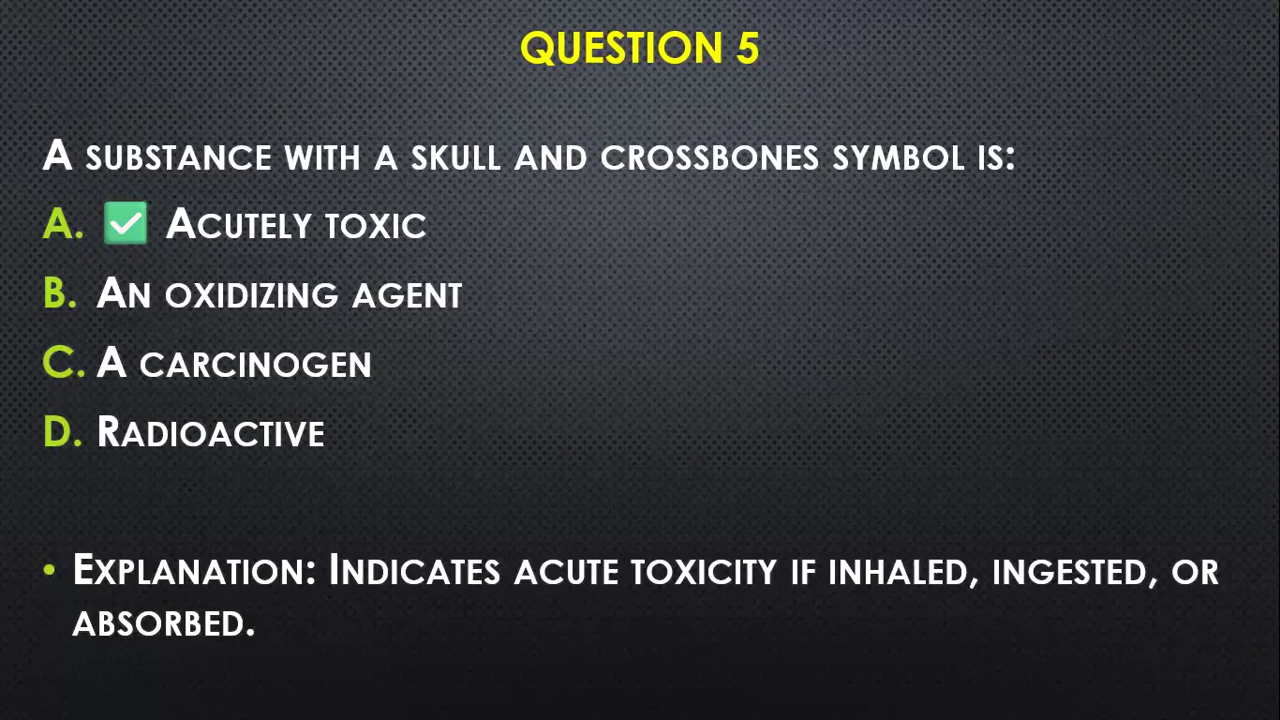 QUESTION 5
A SUBSTANCE WITH A SKULL AND CROSSBONES SYMBOL IS:
A. ✅ ACUTELY TOXIC
B. AN OXIDIZING AGENT
C. A CARCINOGEN
D. RADIOACTIVE
• EXPLANATION: INDICATES ACUTE TOXICITY IF INHALED, INGESTED, OR
ABSORBED.